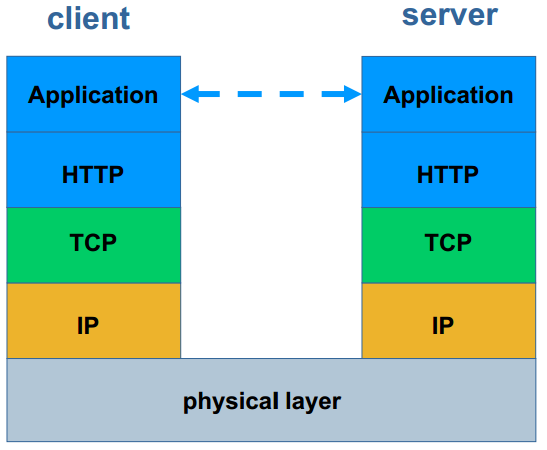 client
server
Application
Application
HTTP
HTTP
TCP
TCP
IP
IP
physical layer